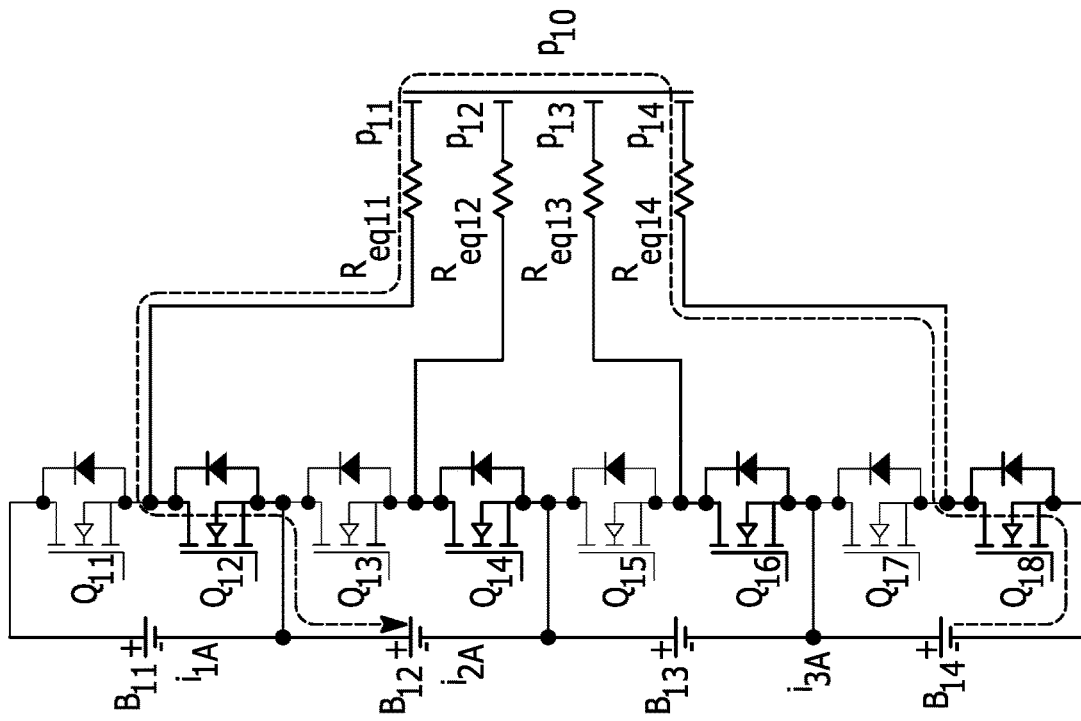 B11
+
-
i1A
B12
+
-
i2A
B13
+
-
i3A
B14
+
-
Q11
Q12
Q13
Q14
Q15
Q16
Q17
Q18
Req11
Req12
Req13
Req14
p11
p12
p13
p14
p10